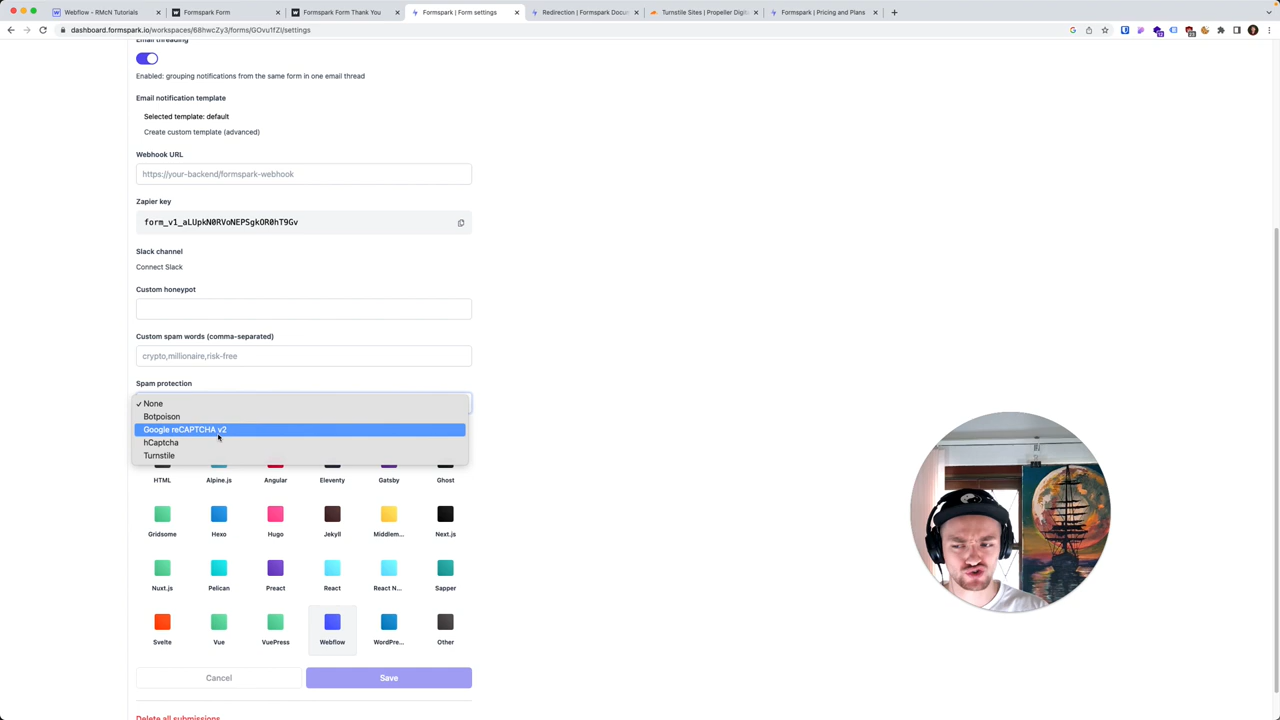 Webflow - RMcN Tutorials
Formspark Form
Formspark Form Thank You
Formspark | Form settings
Redirection | Formspark Docu
Turnstile Sites | Propeller Digit
Formspark | Pricing and Plans
dashboard.formspark.io/workspaces/68hwcZy3/forms/GOvu1fZl/settings
Email threading
Enabled: grouping notifications from the same form in one email thread
Email notification template
Selected template: default
Create custom template (advanced)
Webhook URL
https://your-backend/formspark-webhook
Zapier key
form_v1_aLUpkN0RVoNEPSgkOR0hT9Gv
Slack channel
Connect Slack
Custom honeypot
Custom spam words (comma-separated)
crypto,millionaire,risk-free
Spam protection
✓ None
Botpoison
Google reCAPTCHA v2
hCaptcha
Turnstile
HTML Alpine.js Angular Eleventy Gatsby Ghost
Gridsome Hexo Hugo Jekyll Middlem... Next.js
Nuxt.js Pelican Preact React React N... Sapper
Svelte Vue VuePress Webflow WordPre... Other
Cancel Save
Delete all submissions